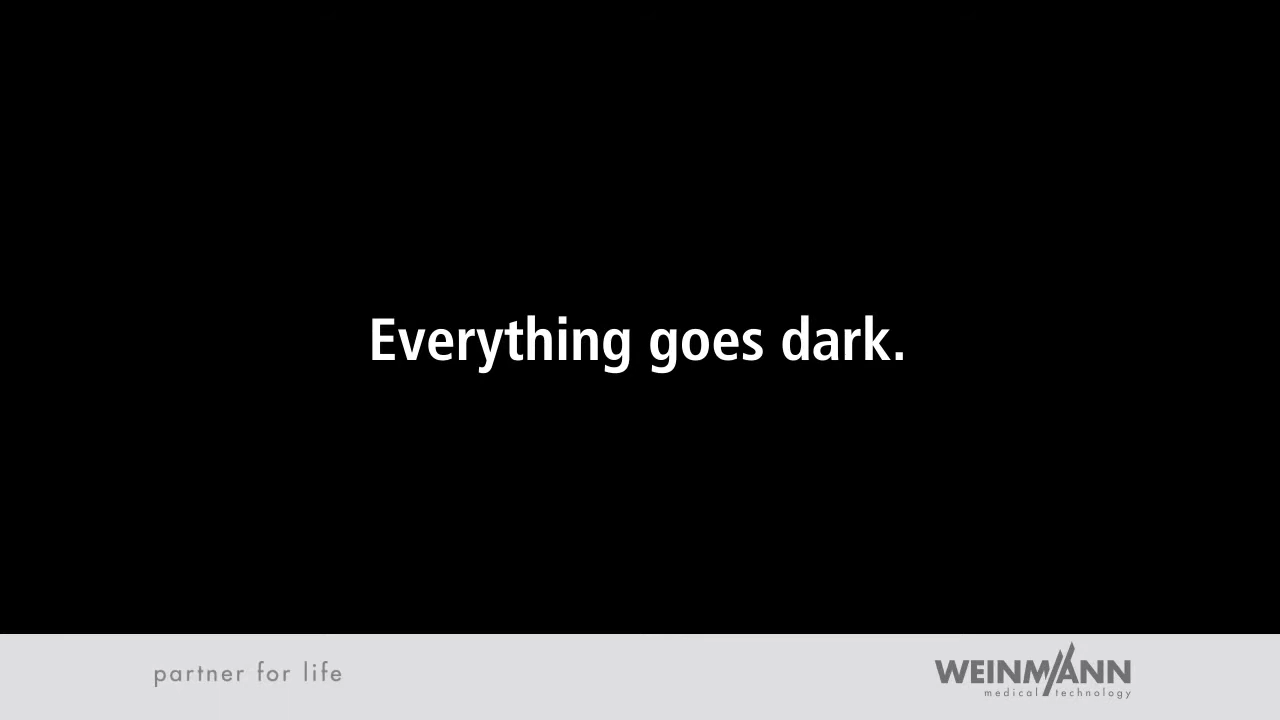 Everything goes dark.
partner for life
WEINMANN
medical technology